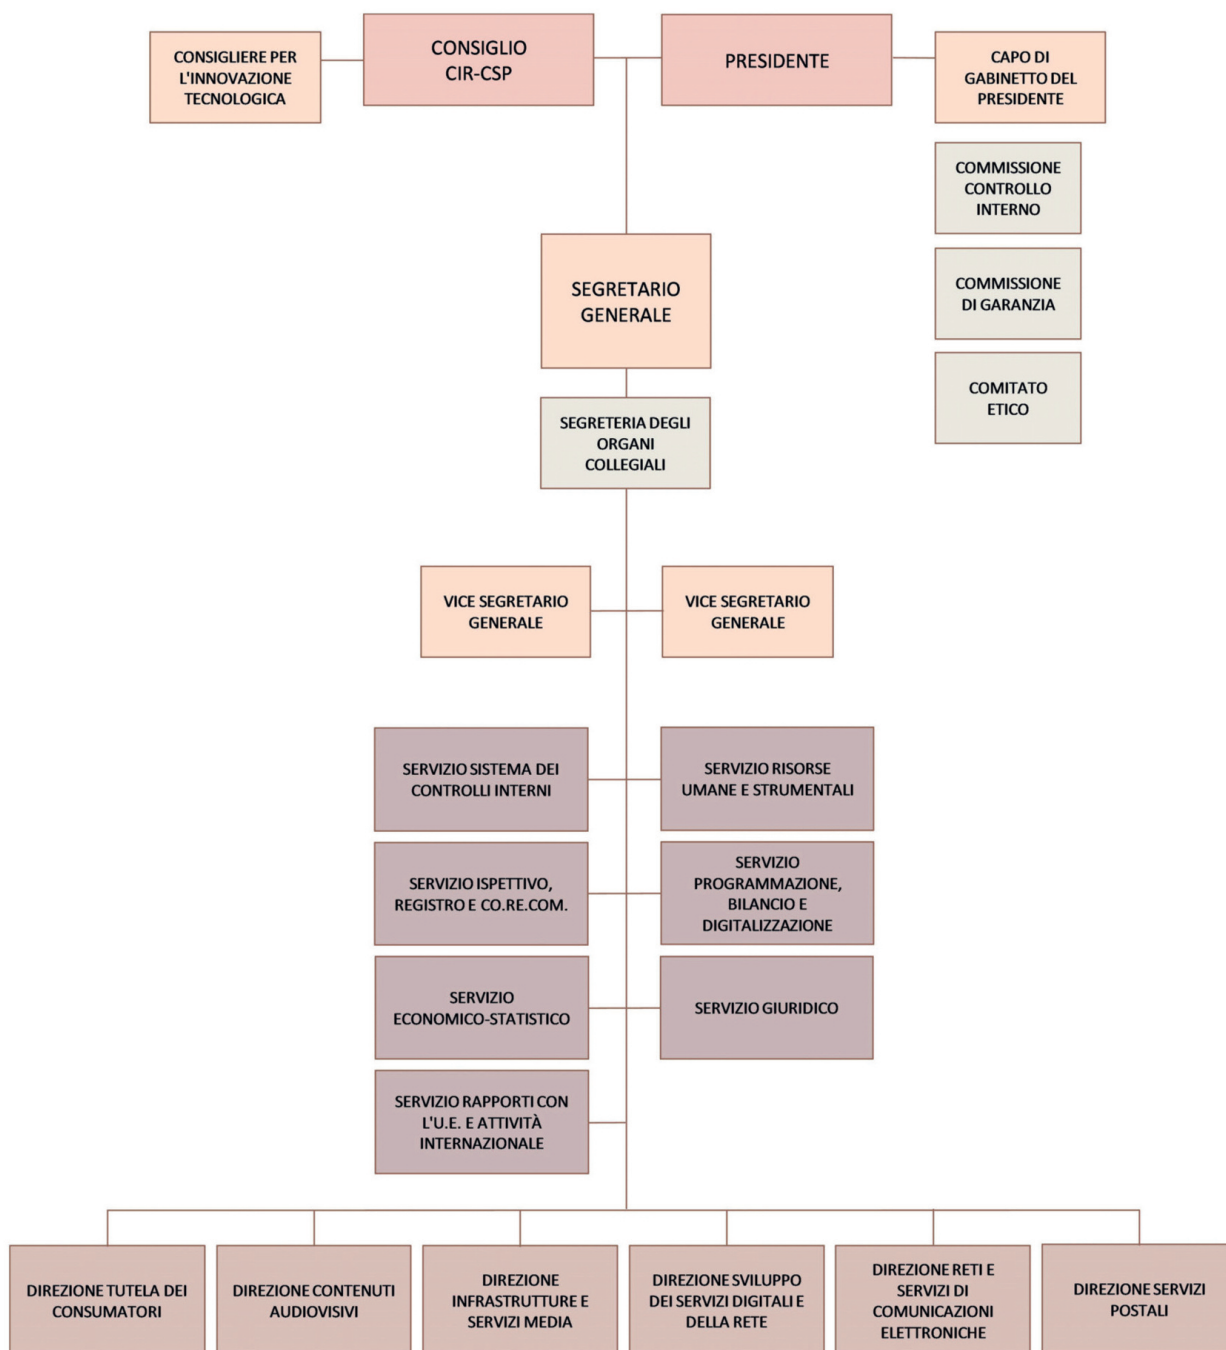 CONSIGLIERE PER
L'INNOVAZIONE
TECNOLOGICA
CONSIGLIO
CIR-CSP
PRESIDENTE
CAPO DI
GABINETTO DEL
PRESIDENTE
COMMISSIONE
CONTROLLO
INTERNO
COMMISSIONE
DI GARANZIA
COMITATO
ETICO
SEGRETARIO
GENERALE
SEGRETERIA DEGLI
ORGANI
COLLEGIALI
VICE SEGRETARIO
GENERALE
VICE SEGRETARIO
GENERALE
SERVIZIO SISTEMA DEI
CONTROLLI INTERNI
SERVIZIO RISORSE
UMANE E STRUMENTALI
SERVIZIO ISPETTIVO,
REGISTRO E CO.RE.COM.
SERVIZIO
PROGRAMMAZIONE,
BILANCIO E
DIGITALIZZAZIONE
SERVIZIO
ECONOMICO-STATISTICO
SERVIZIO GIURIDICO
SERVIZIO RAPPORTI CON
L'U.E. E ATTIVITÀ
INTERNAZIONALE
DIREZIONE TUTELA DEI
CONSUMATORI
DIREZIONE CONTENUTI
AUDIOVISIVI
DIREZIONE
INFRASTRUTTURE E
SERVIZI MEDIA
DIREZIONE SVILUPPO
DEI SERVIZI DIGITALI E
DELLA RETE
DIREZIONE RETI E
SERVIZI DI
COMUNICAZIONI
ELETTRONICHE
DIREZIONE SERVIZI
POSTALI